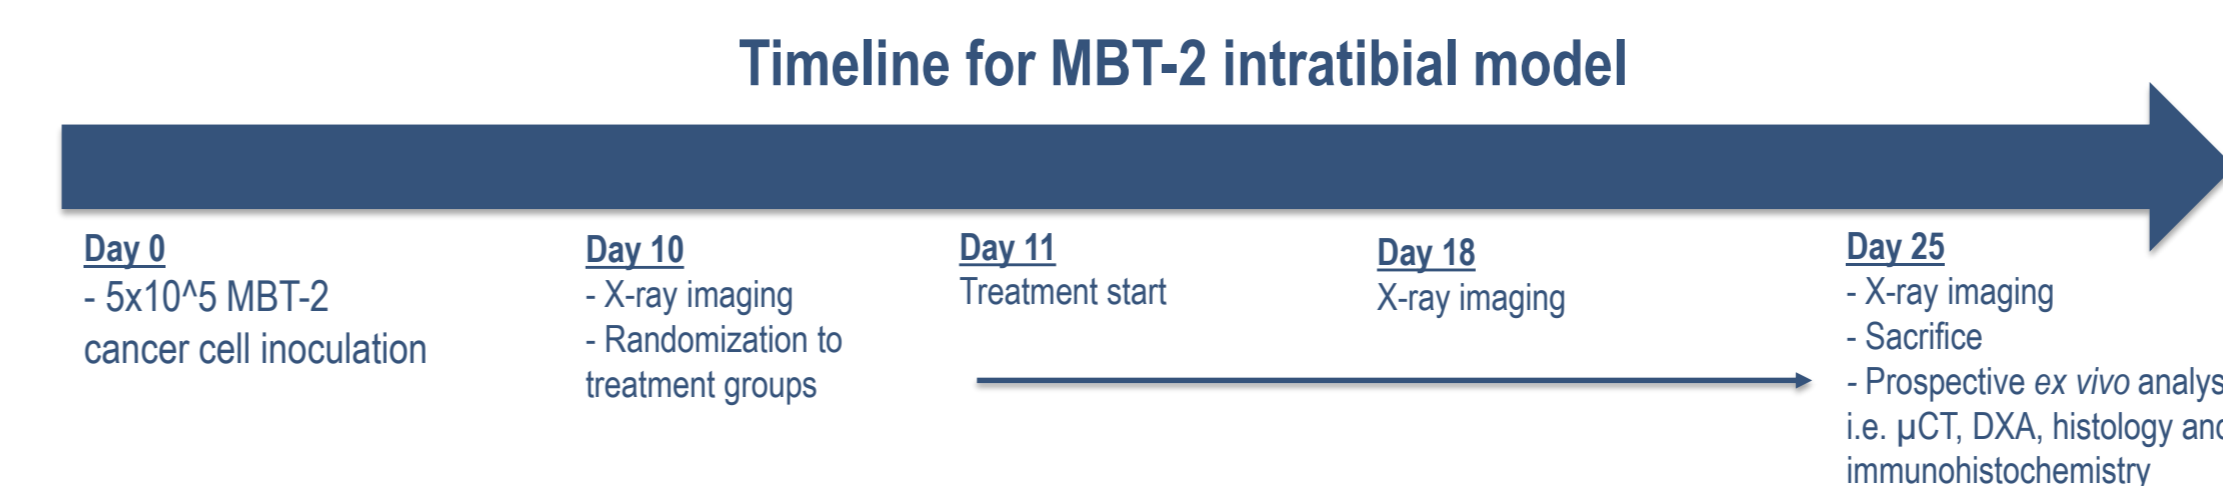 Timeline for MBT-2 intratibial model
Day 0
- 5x10^5 MBT-2
cancer cell inoculation
Day 10
- X-ray imaging
- Randomization to
treatment groups
Day 11
Treatment start
Day 18
X-ray imaging
Day 25
- X-ray imaging
- Sacrifice
- Prospective ex vivo
i.e. µCT, DXA, histology
immunohistochemistry